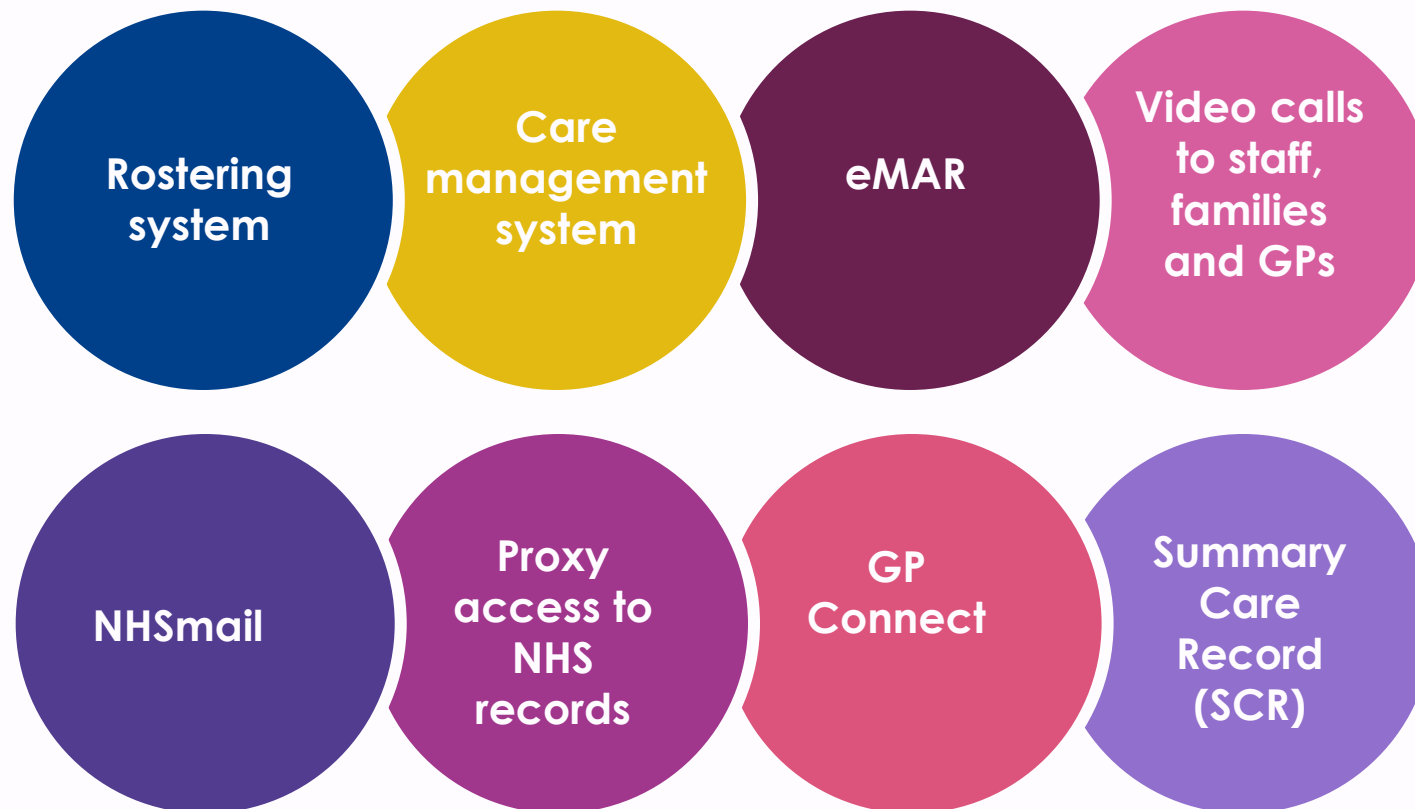 Rostering
system
Care
management
system
eMAR
Video calls
to staff,
families
and GPs
NHSmail
Proxy
access to
NHS
records
GP
Connect
Summary
Care
Record
(SCR)